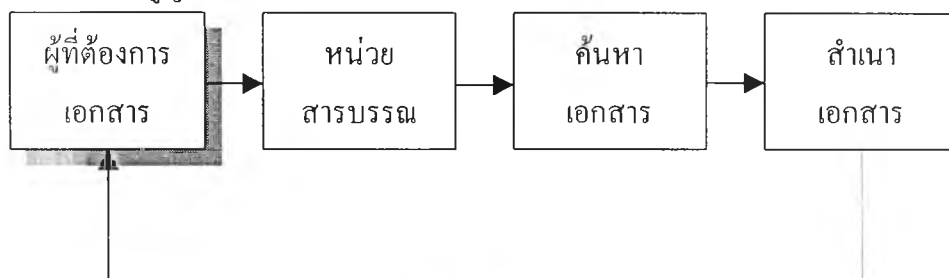 ผู้ที่ต้องการ
เอกสาร
หน่วย
สารบรรณ
ค้นหา
เอกสาร
สำเนา
เอกสาร